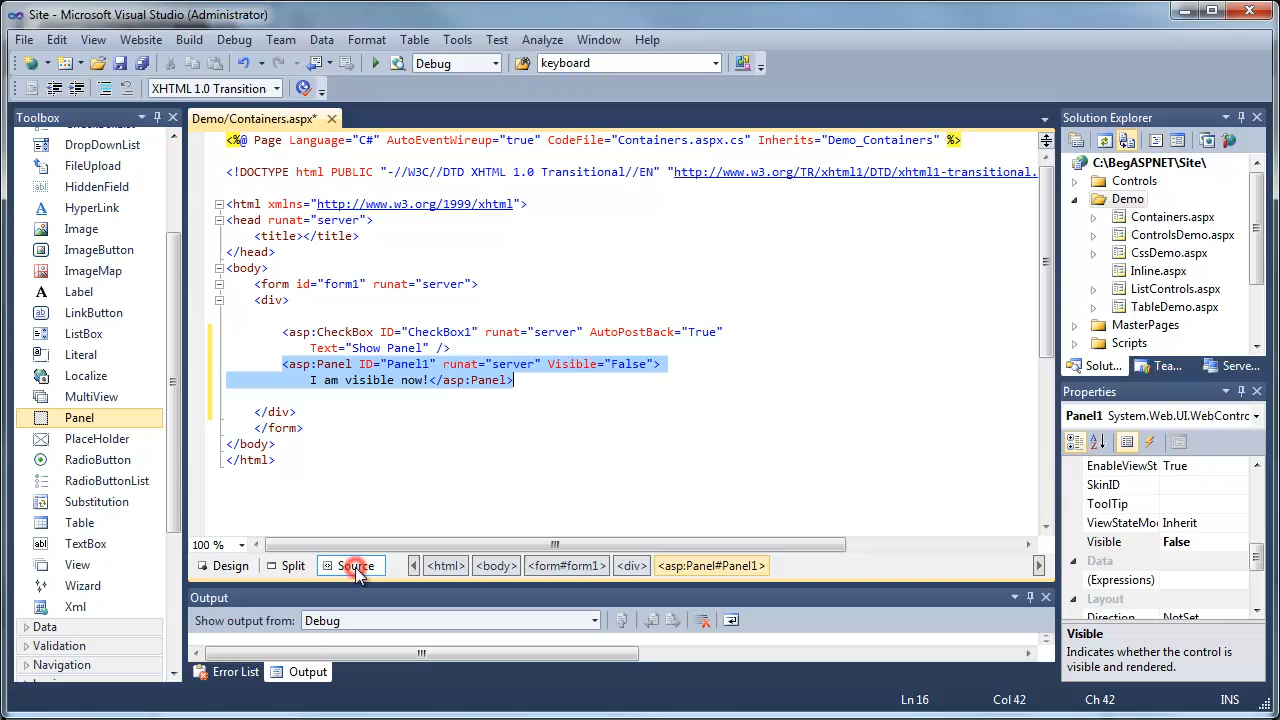 Site - Microsoft Visual Studio (Administrator)
File Edit View Website Build Debug Team Data Format Table Tools Test Analyze Window Help
Debug keyboard
XHTML 1.0 Transition
Toolbox
DropDownList
FileUpload
HiddenField
HyperLink
Image
ImageButton
ImageMap
Label
LinkButton
ListBox
Literal
Localize
MultiView
Panel
PlaceHolder
RadioButton
RadioButtonList
Substitution
Table
TextBox
View
Wizard
Xml
Data
Validation
Navigation
Demo/Containers.aspx*
<%@ Page Language="C#" AutoEventWireup="true" CodeFile="Containers.aspx.cs" Inherits="Demo_Containers" %>
<!DOCTYPE html PUBLIC "-//W3C//DTD XHTML 1.0 Transitional//EN" "http://www.w3.org/TR/xhtml1/DTD/xhtml1-transitional.
<html xmlns="http://www.w3.org/1999/xhtml">
<head runat="server">
<title></title>
</head>
<body>
<form id="form1" runat="server">
<div>
<asp:CheckBox ID="CheckBox1" runat="server" AutoPostBack="True"
Text="Show Panel" />
<asp:Panel ID="Panel1" runat="server" Visible="False">
I am visible now!</asp:Panel>
</div>
</form>
</body>
</html>
100 %
Design Split Source <html> <body> <form#form1> <div> <asp:Panel#Panel1>
Output
Show output from: Debug
Error List Output
Solution Explorer
C:\BegASPNET\Site\
Controls
Demo
Containers.aspx
ControlsDemo.aspx
CssDemo.aspx
Inline.aspx
ListControls.aspx
TableDemo.aspx
MasterPages
Scripts
Solut... Tea... Serve...
Properties
Panel1 System.Web.UI.WebContro
EnableViewSt True
SkinID
ToolTip
ViewStateMod Inherit
Visible False
Data
(Expressions)
Layout
Direction NotSet
Visible
Indicates whether the control is
visible and rendered.
Ln 16 Col 42 Ch 42 INS